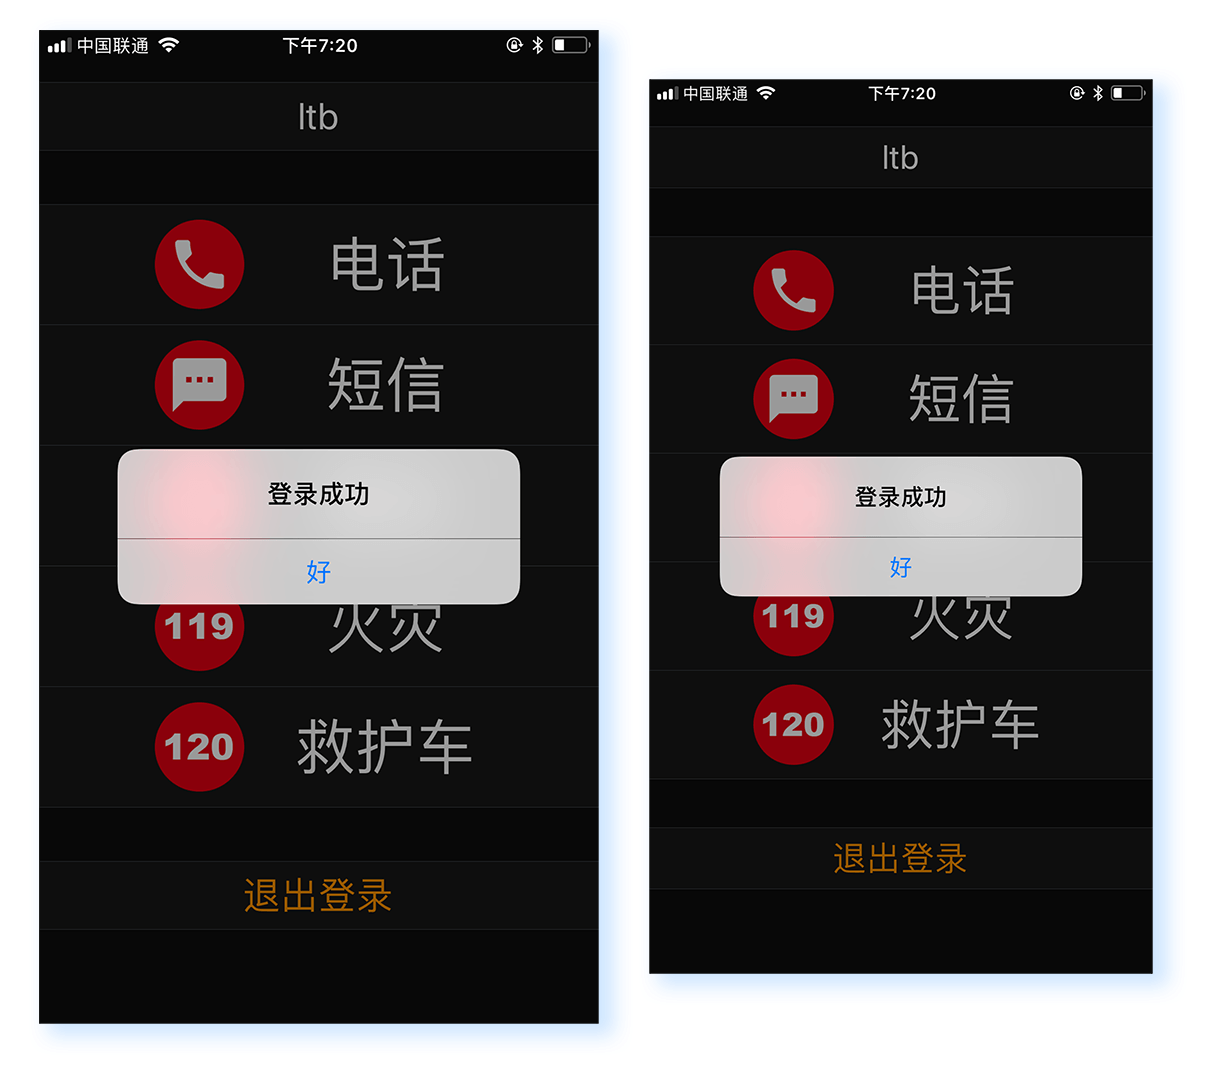 中国联通
下午7:20
ltb
电话
短信
登录成功
好
119 火灾
120 救护车
退出登录
中国联通
下午7:20
ltb
电话
短信
登录成功
好
119 火灾
120 救护车
退出登录